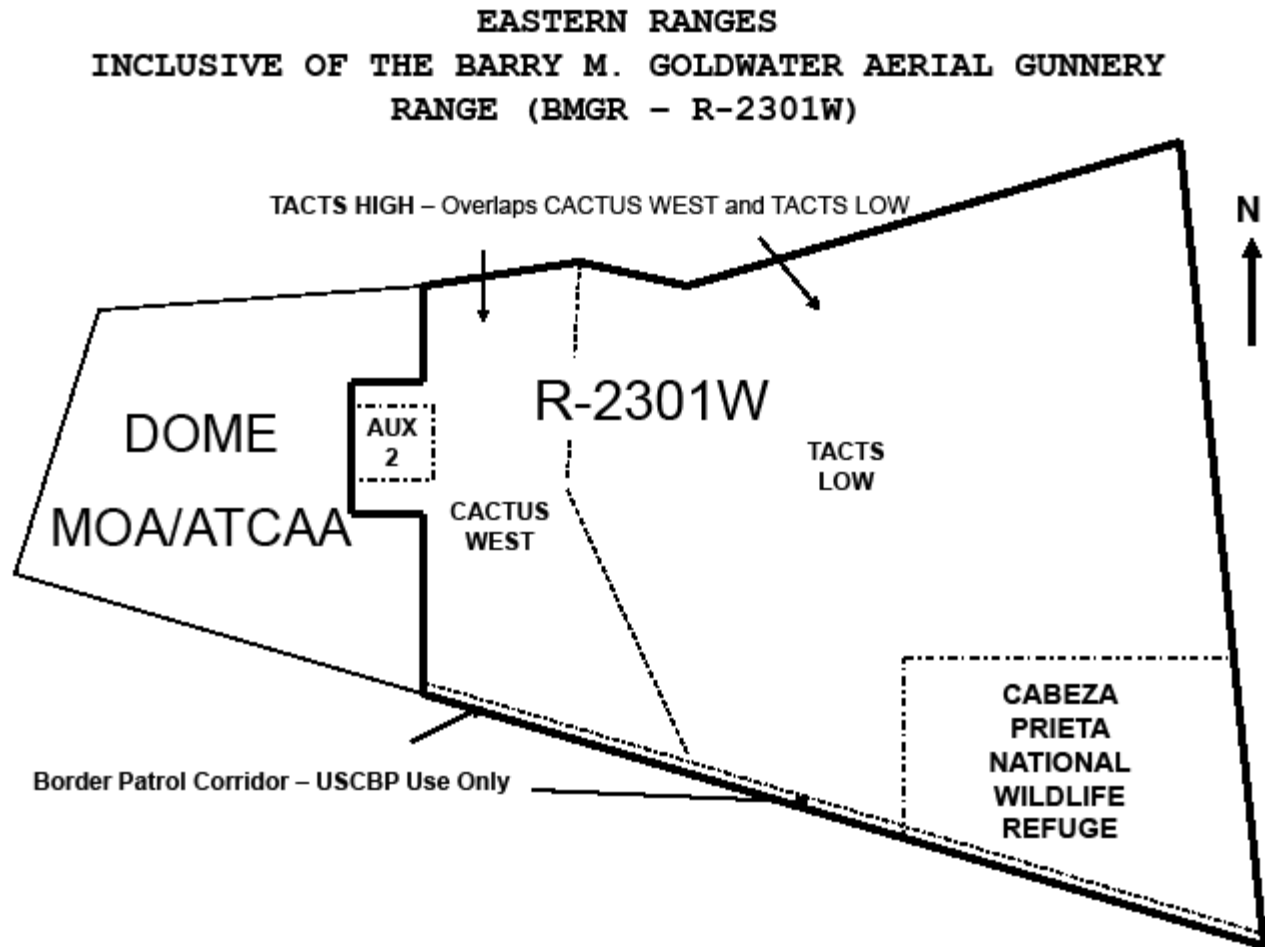 EASTERN RANGES
INCLUSIVE OF THE BARRY M. GOLDWATER AERIAL GUNNERY
RANGE (BMGR – R-2301W)
TACTS HIGH – Overlaps CACTUS WEST and TACTS LOW
N
R-2301W
DOME
MOA/ATCAA
AUX
2
TACTS
LOW
CACTUS
WEST
CABEZA
PRIETA
NATIONAL
WILDLIFE
REFUGE
Border Patrol Corridor – USCBP Use Only